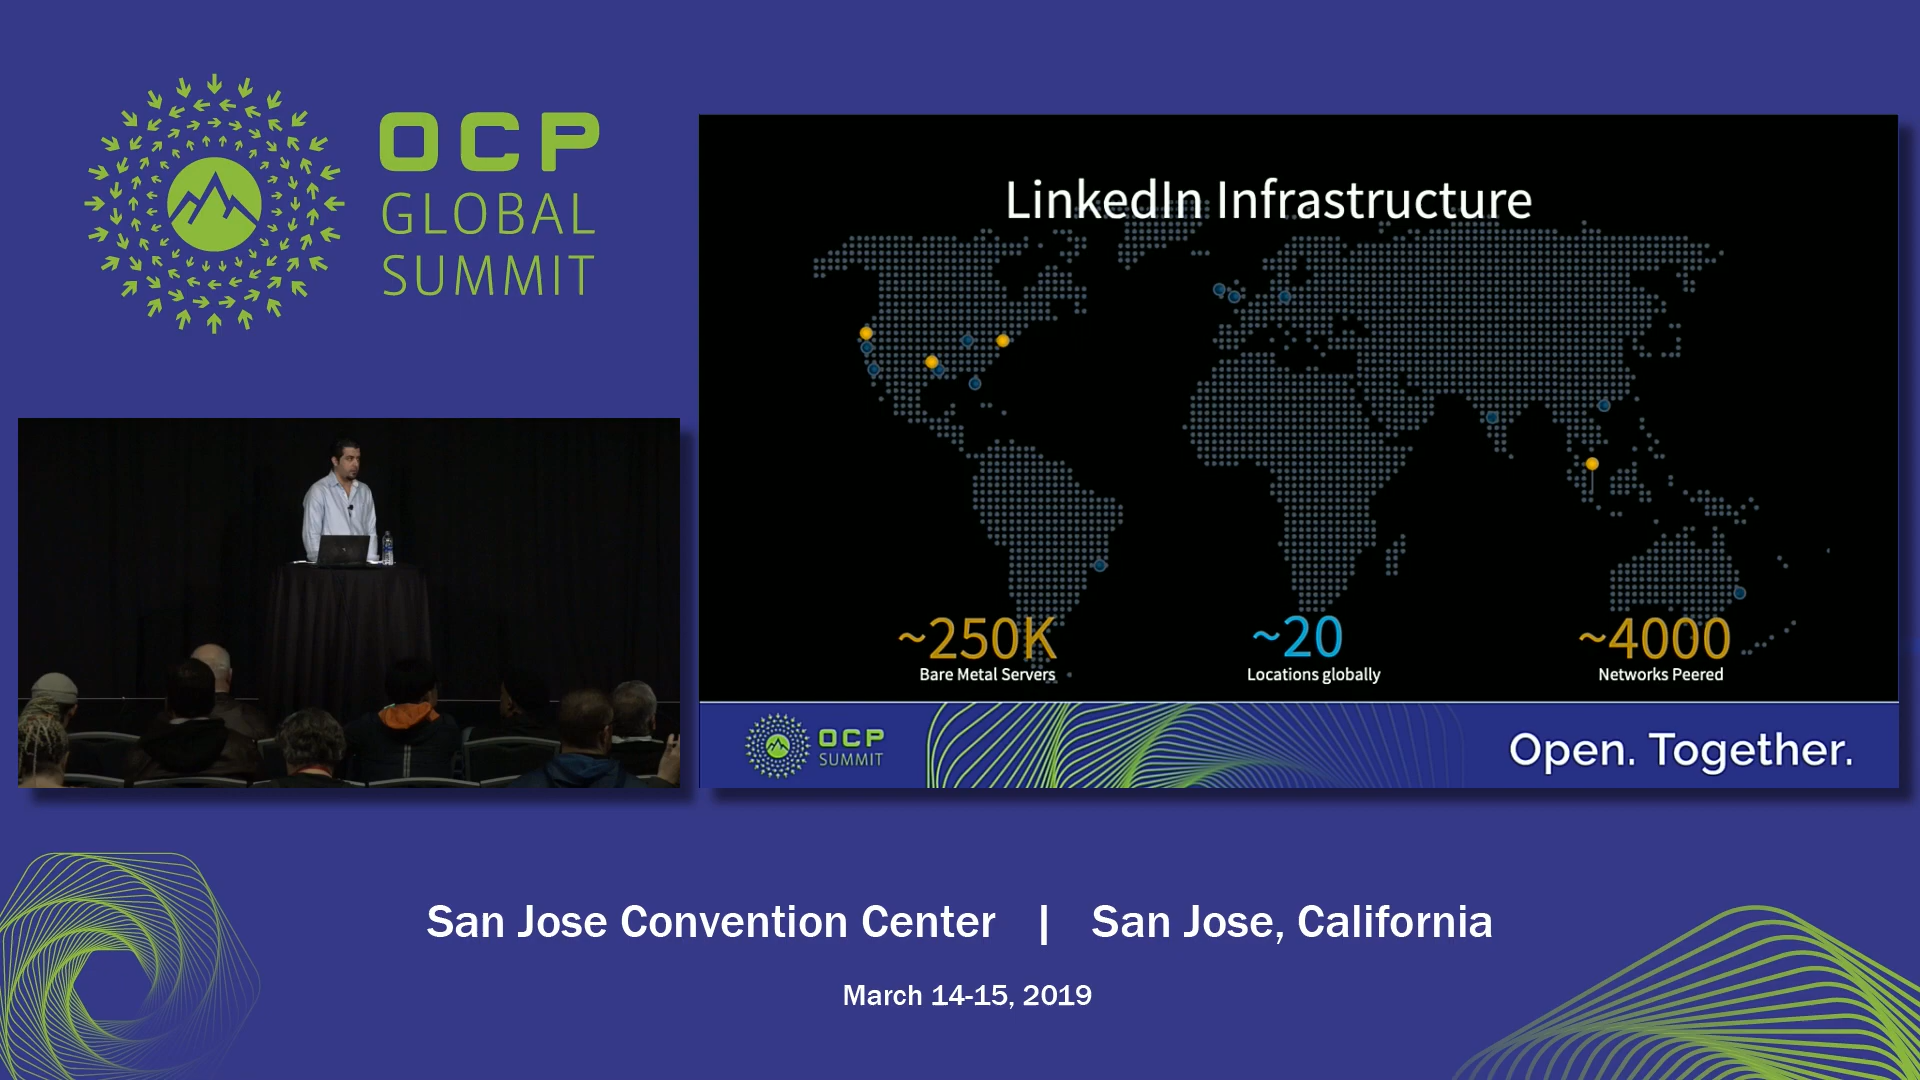 OCP
GLOBAL
SUMMIT
LinkedIn Infrastructure
~250K
Bare Metal Servers
~20
Locations globally
~4000
Networks Peered
OCP
SUMMIT
Open. Together.
San Jose Convention Center | San Jose, California
March 14-15, 2019